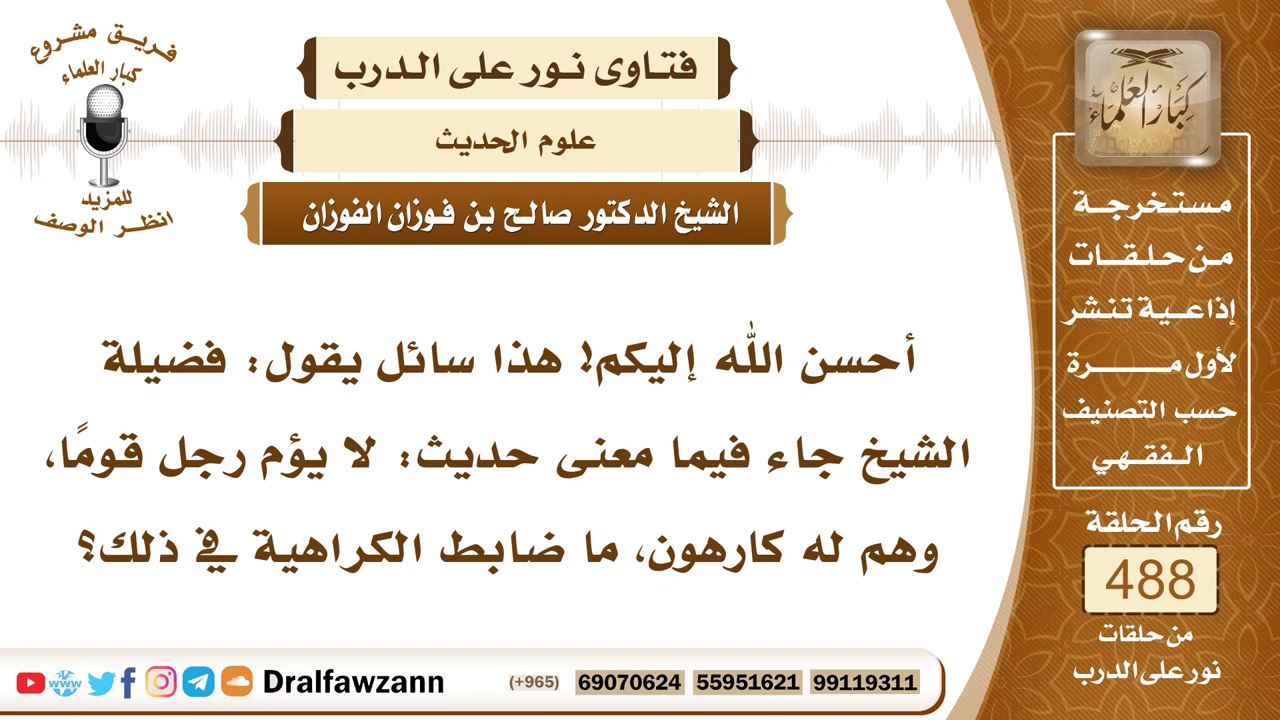 فريق مشروع
كبار العلماء
للمزيد
انظر الوصف
فتاوى نور على الدرب
علوم الحديث
الشيخ الدكتور صالح بن فوزان الفوزان
أحسن الله إليكم! هذا سائل يقول: فضيلة
الشيخ جاء فيما معنى حديث: لا يؤم رجل قومًا،
وهم له كارهون، ما ضابط الكراهية في ذلك؟
كبار العلماء
مستخرجة
من حلقات
إذاعية تنشر
لأول مرة
حسب التصنيف
الفقهي
رقم الحلقة
488
من حلقات
نور على الدرب
www Dralfawzann (+965) 69070624 55951621 99119311